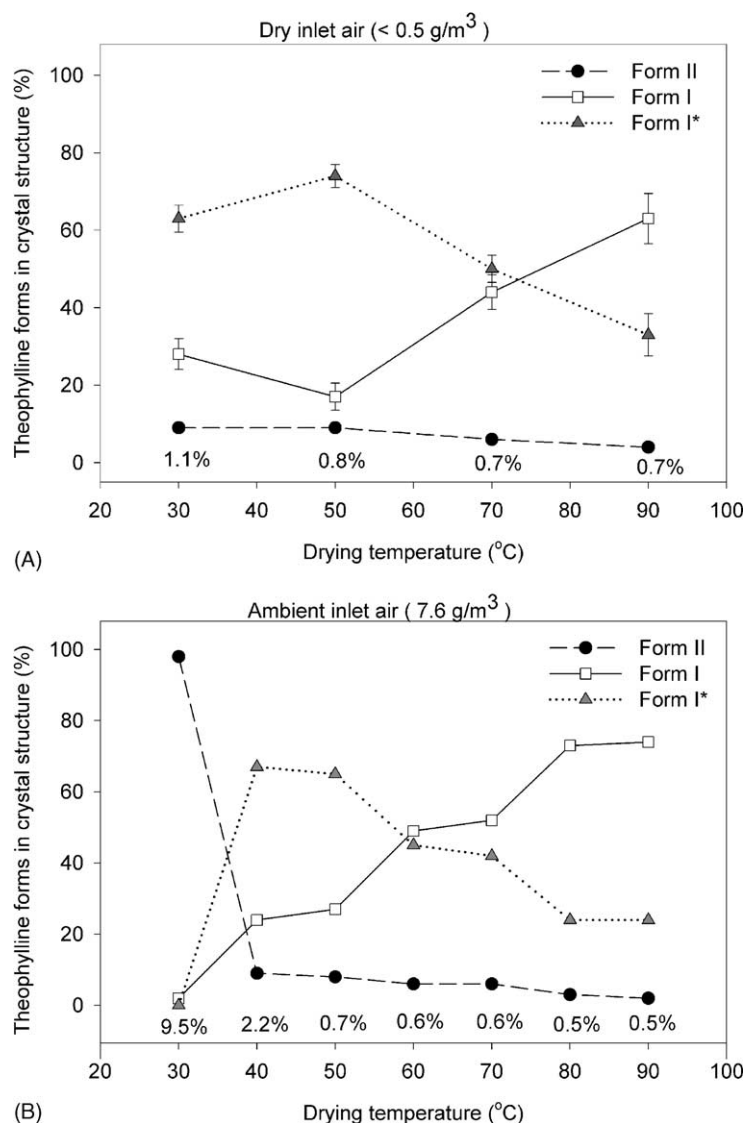 Dry inlet air (< 0.5 g/m³)
Theophylline forms in crystal structure (%)
100
80
60
40
20
0
Form II
Form I
Form I*
1.1% 0.8% 0.7% 0.7%
20 30 40 50 60 70 80 90 100
Drying temperature (°C)
(A)
Ambient inlet air ( 7.6 g/m³)
Theophylline forms in crystal structure (%)
100
80
60
40
20
0
Form II
Form I
Form I*
9.5% 2.2% 0.7% 0.6% 0.6% 0.5% 0.5%
20 30 40 50 60 70 80 90 100
Drying temperature (°C)
(B)